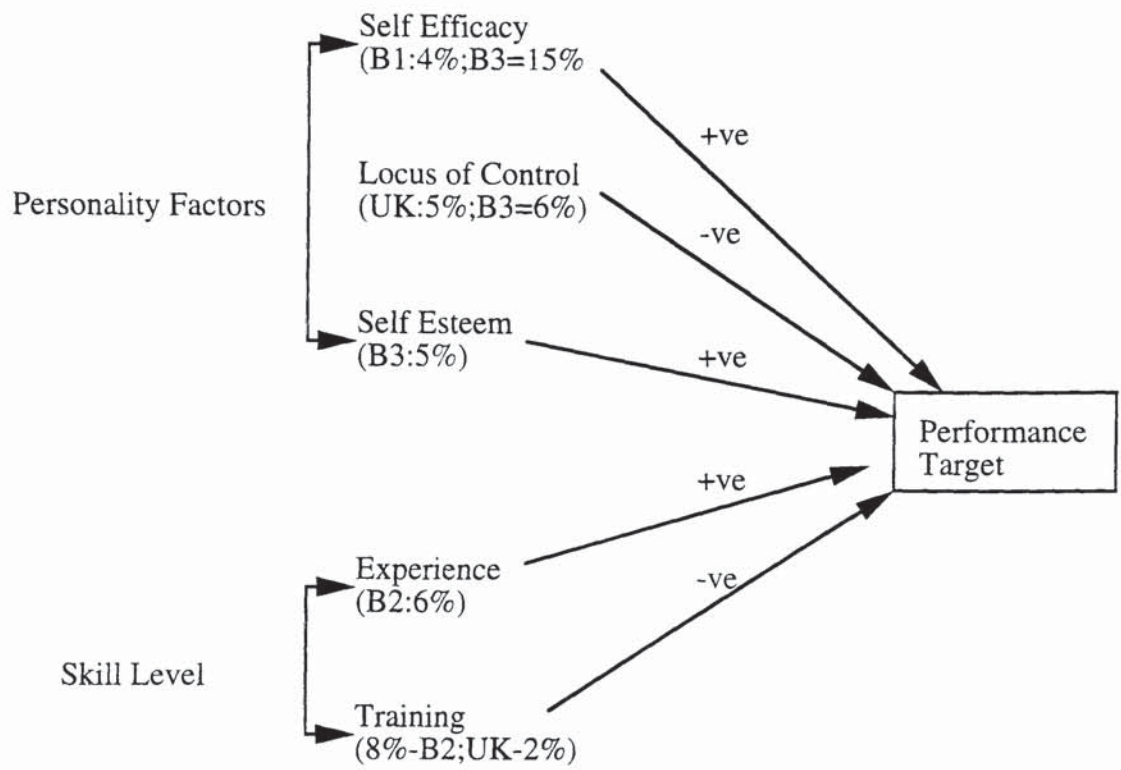 Self Efficacy
(B1:4%;B3=15%
+ve
Locus of Control
(UK:5%;B3=6%)
Personality Factors
-ve
Self Esteem
(B3:5%)
+ve
Performance
Target
+ve
Experience
(B2:6%)
-ve
Skill Level
Training
(8%-B2;UK-2%)